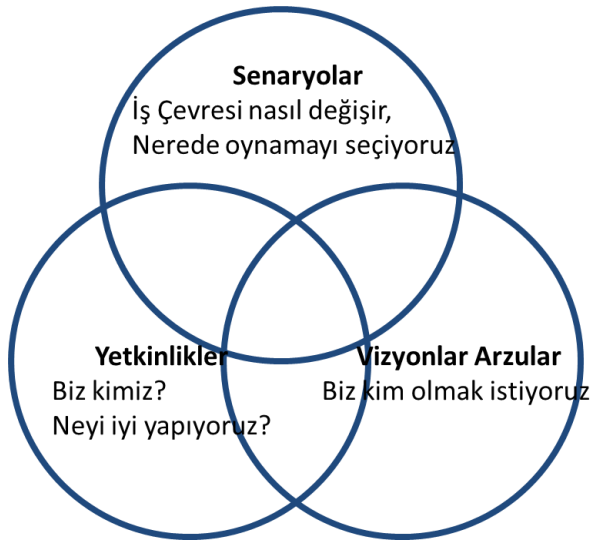 Senaryolar
İş Çevresi nasıl değişir,
Nerede oynamayı seçiyoruz
Yetkinlikler
Biz kimiz?
Neyi iyi yapıyoruz?
Vizyonlar Arzular
Biz kim olmak istiyoruz